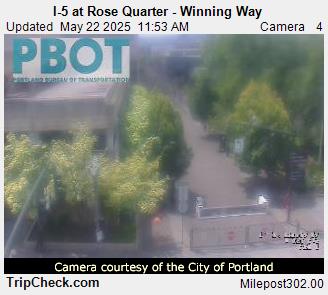 I-5 at Rose Quarter - Winning Way
Updated May 22 2025 11:53 AM Camera 4
PBOT
PORTLAND BUREAU OF TRANSPORTATION
Camera courtesy of the City of Portland
TripCheck.com Milepost302.00